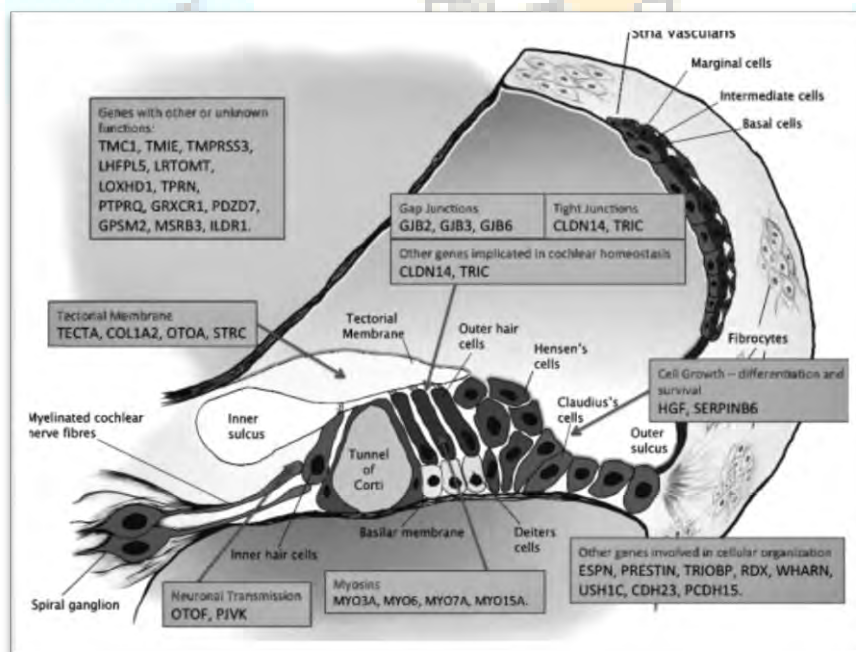 Stria Vascularis
Marginal cells
Intermediate cells
Basal cells
Genes with other or unknown
functions:
TMC1, TMIE, TMPRSS3,
LHFPL5, LRTOMT,
LOXHD1, TPRN,
PTPRQ, GRXCR1, PDZD7,
GPSM2, MSRB3, ILDR1.
Gap Junctions
GJB2, GJB3, GJB6
Tight Junctions
CLDN14, TRIC
Other genes implicated in cochlear homeostasis
CLDN14, TRIC
Tectorial Membrane
TECTA, COL1A2, OTOA, STRC
Tectorial
Membrane
Outer hair
cells
Hensen's
cells
Fibrocytes
Cell Growth – differentiation and
survival
HGF, SERPINB6
Claudius's
cells
Myelinated cochlear
nerve fibres
Inner
sulcus
Outer
sulcus
Tunnel
of
Corti
Basilar membrane
Deiters
cells
Inner hair cells
Spiral ganglion
Neuronal Transmission
OTOF, PJVK
Myosins
MYO3A, MYO6, MYO7A, MYO15A.
Other genes involved in cellular organization
ESPN, PRESTIN, TRIOBP, RDX, WHARN,
USH1C, CDH23, PCDH15.